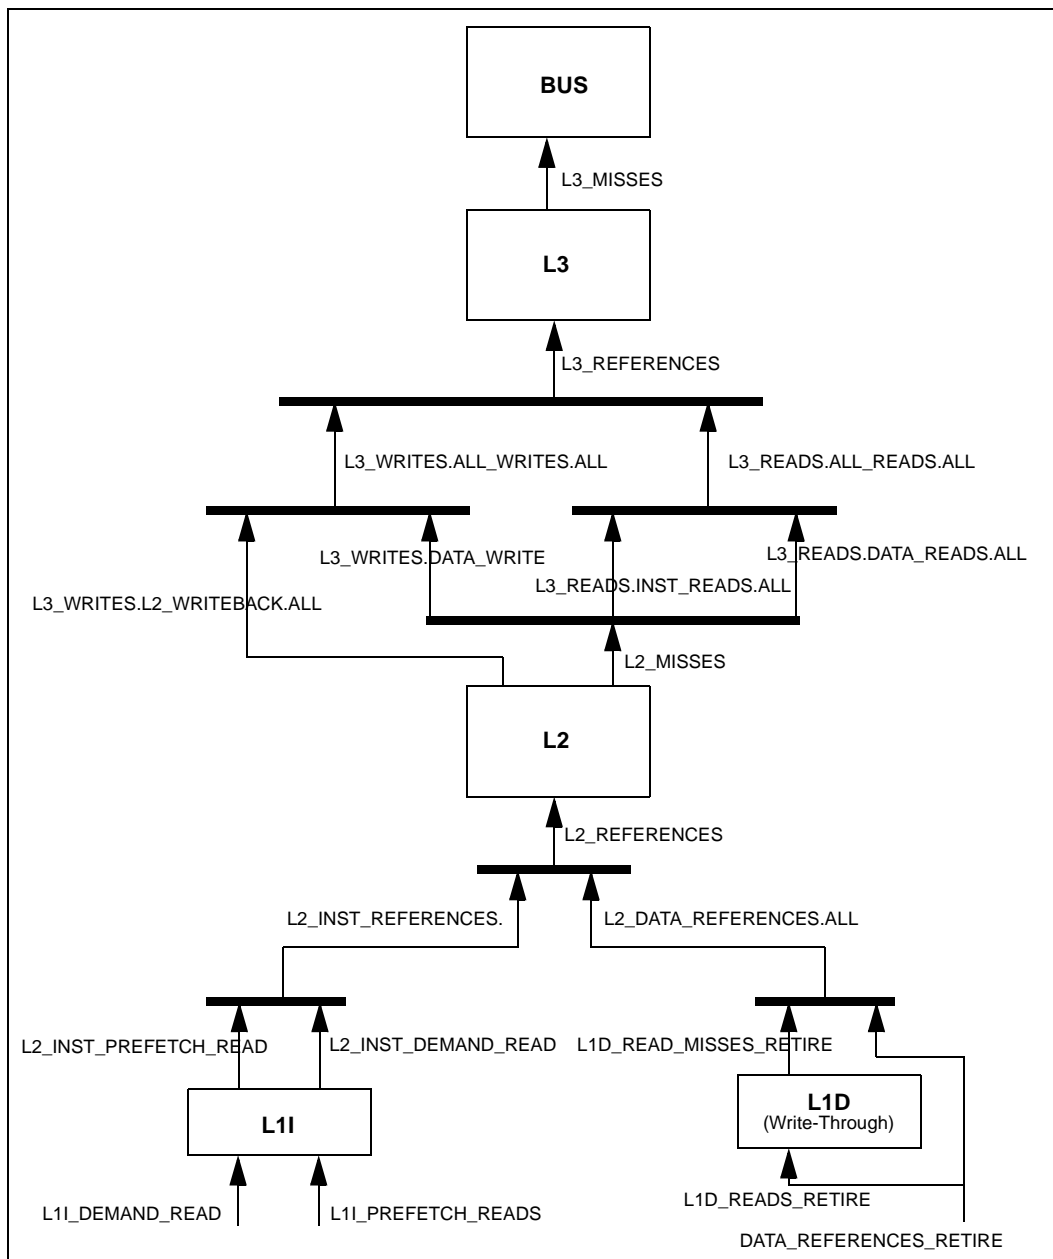 BUS
L3_MISSES
L3
L3_REFERENCES
L3_WRITES.ALL_WRITES.ALL
L3_READS.ALL_READS.ALL
L3_WRITES.DATA_WRITE
L3_READS.DATA_READS.ALL
L3_READS.INST_READS.ALL
L3_WRITES.L2_WRITEBACK.ALL
L2_MISSES
L2
L2_REFERENCES
L2_INST_REFERENCES.
L2_DATA_REFERENCES.ALL
L2_INST_PREFETCH_READ
L2_INST_DEMAND_READ
L1D_READ_MISSES_RETIRE
L1I
L1D
(Write-Through)
L1D_READS_RETIRE
L1I_DEMAND_READ
L1I_PREFETCH_READS
DATA_REFERENCES_RETIRE